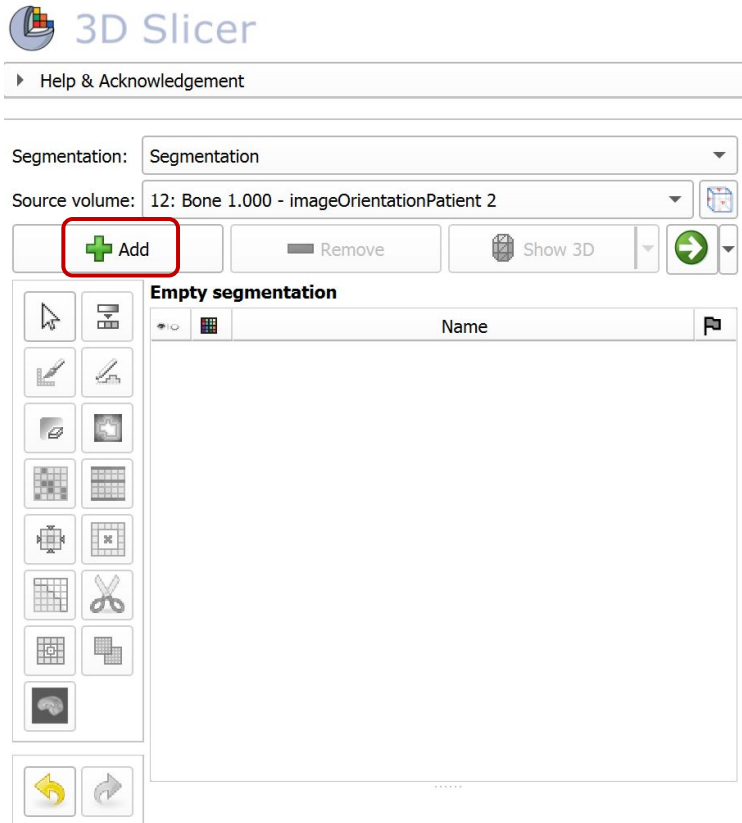 3D Slicer
Help & Acknowledgement
Segmentation: Segmentation
Source volume: 12: Bone 1.000 - imageOrientationPatient 2
Add Remove Show 3D
Empty segmentation
Name